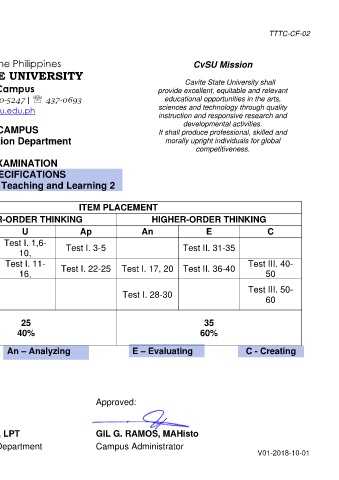 TTTC-CF-02
he Philippines
E UNIVERSITY
Campus
0-5247 | ☏ 437-0693
u.edu.ph
CvSU Mission
Cavite State University shall
provide excellent, equitable and relevant
educational opportunities in the arts,
sciences and technology through quality
instruction and responsive research and
developmental activities.
It shall produce professional, skilled and
morally upright individuals for global
competitiveness.
CAMPUS
tion Department
XAMINATION
ECIFICATIONS
Teaching and Learning 2
ITEM PLACEMENT
R-ORDER THINKING HIGHER-ORDER THINKING
U Ap An E C
Test I. 1,6-
10, Test I. 3-5 Test II. 31-35
Test I. 11-
16, Test I. 22-25 Test I. 17, 20 Test II. 36-40 Test III. 40-
50
Test I. 28-30 Test III. 50-
60
25 35
40% 60%
An – Analyzing E – Evaluating C - Creating
Approved:
, LPT GIL G. RAMOS, MAHisto
Department Campus Administrator
V01-2018-10-01